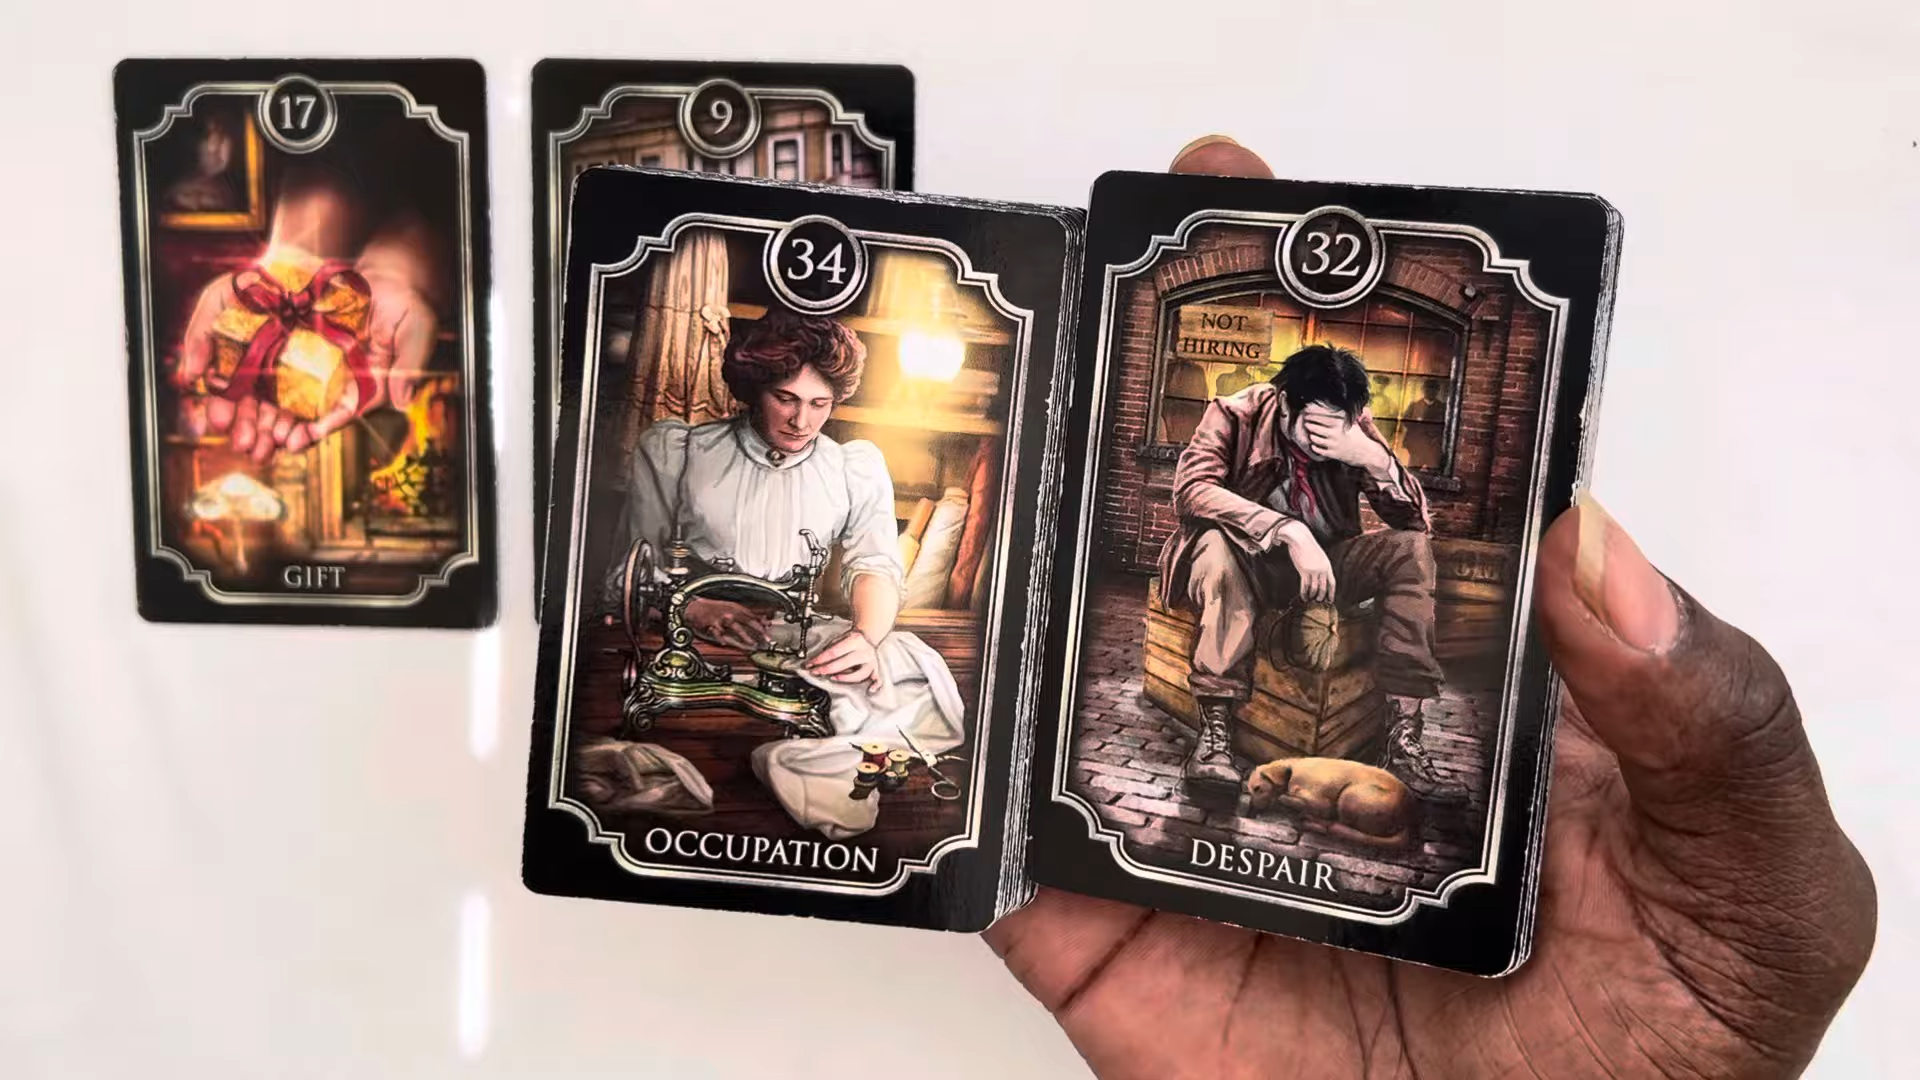 17
GIFT
9
34
OCCUPATION
32
NOT
HIRING
DESPAIR